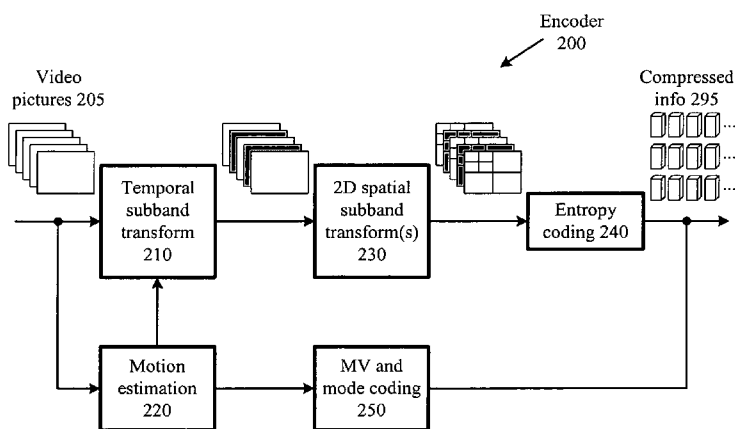 Encoder
200
Video
pictures 205
Compressed
info 295
...
...
...
Temporal
subband
transform
210
2D spatial
subband
transform(s)
230
Entropy
coding 240
Motion
estimation
220
MV and
mode coding
250